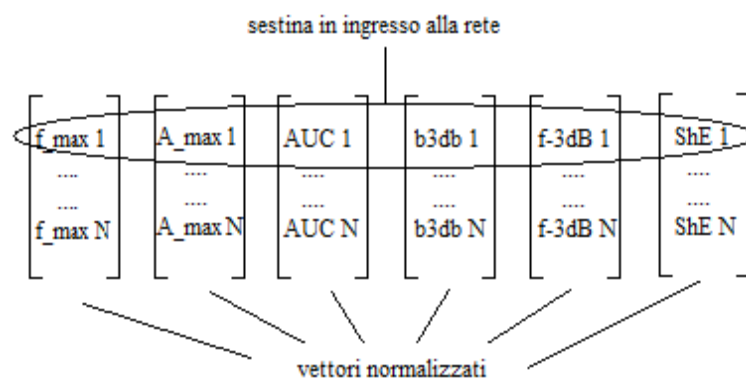 sestina in ingresso alla rete
f_max 1 A_max 1 AUC 1 b3db 1 f-3dB 1 ShE 1
.... .... .... .... .... ....
.... .... .... .... .... ....
f_max N A_max N AUC N b3db N f-3dB N ShE N
vettori normalizzati